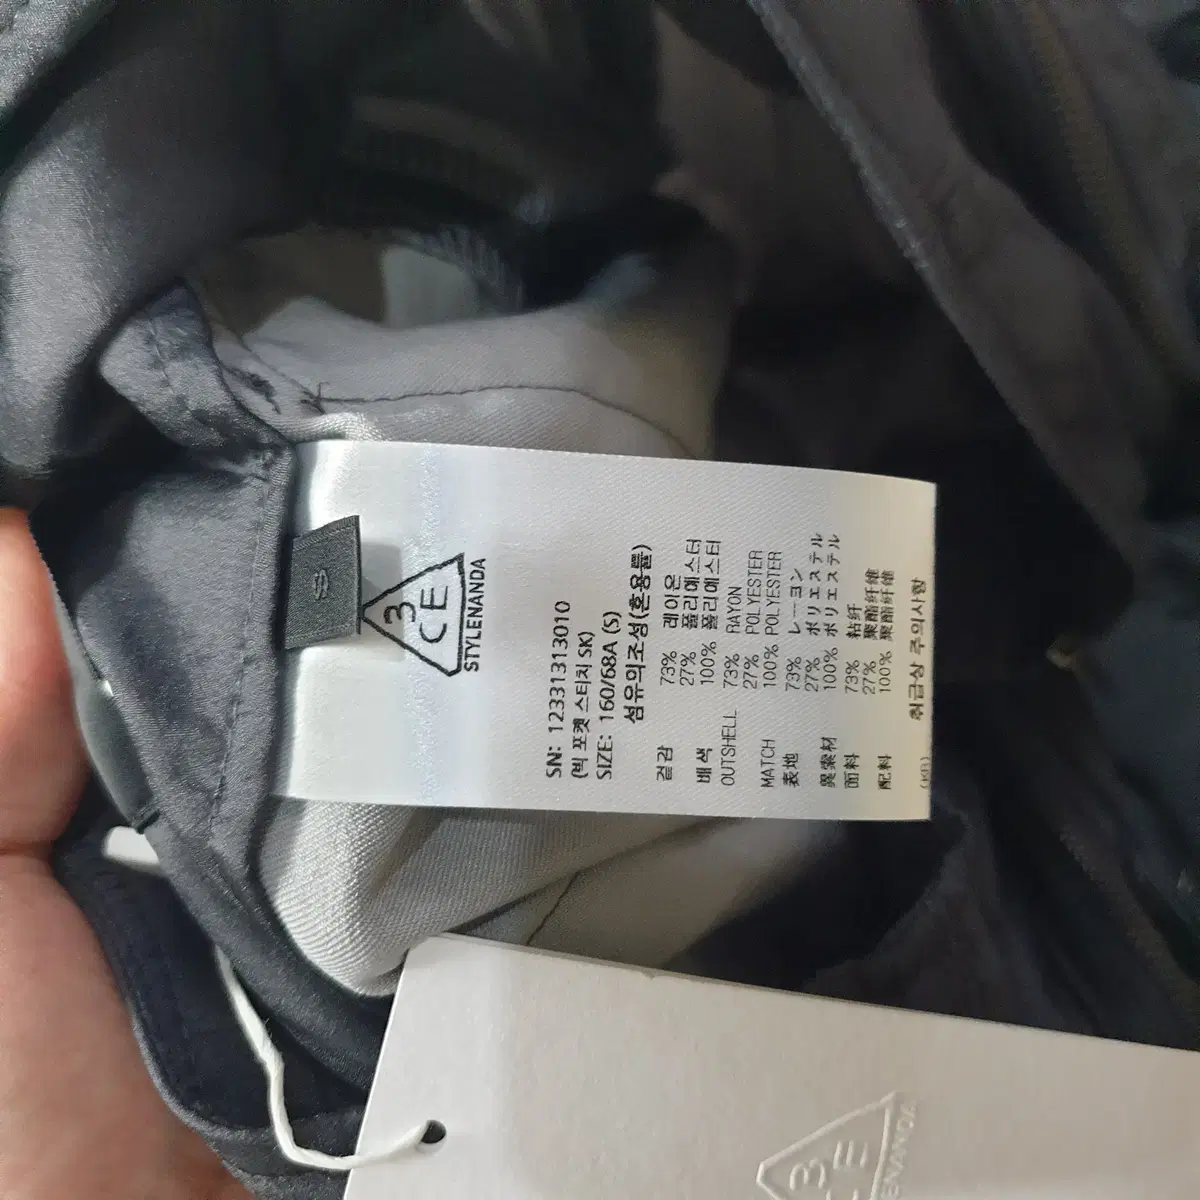 S
3
CE
STYLENANDA
SN: 12331313010
(빅 포켓 스티치 SK)
SIZE: 160/68A (S)
섬유의조성(혼용률)
겉감 73% 레이온
27% 폴리에스터
배색 100% 폴리에스터
OUTSHELL 73% RAYON
27% POLYESTER
MATCH 100% POLYESTER
表地 73% レーヨン
27% ポリエステル
異素材 100% ポリエステル
面料 73% 粘纤
27% 聚酯纤维
配料 100% 聚酯纤维
취급상 주의사항
(KR)
3
CE